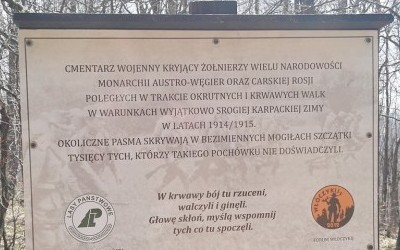 CMENTARZ WOJENNY KRYJĄCY ŻOŁNIERZY WIELU NARODOWOŚCI
MONARCHII AUSTRO-WĘGIER ORAZ CARSKIEJ ROSJI
POLEGŁYCH W TRAKCIE OKRUTNYCH I KRWAWYCH WALK
W WARUNKACH WYJĄTKOWO SROGIEJ KARPACKIEJ ZIMY
W LATACH 1914/1915.
OKOLICZNE PASMA SKRYWAJĄ W BEZIMIENNYCH MOGIŁACH SZCZĄTKI
TYSIĘCY TYCH, KTÓRZY TAKIEGO POCHÓWKU NIE DOŚWIADCZYLI.
W krwawy bój tu rzuceni,
walczyli i ginęli.
Głowę skłoń, myślą wspomnij
tych co tu spoczęli.
LASY PAŃSTWOWE